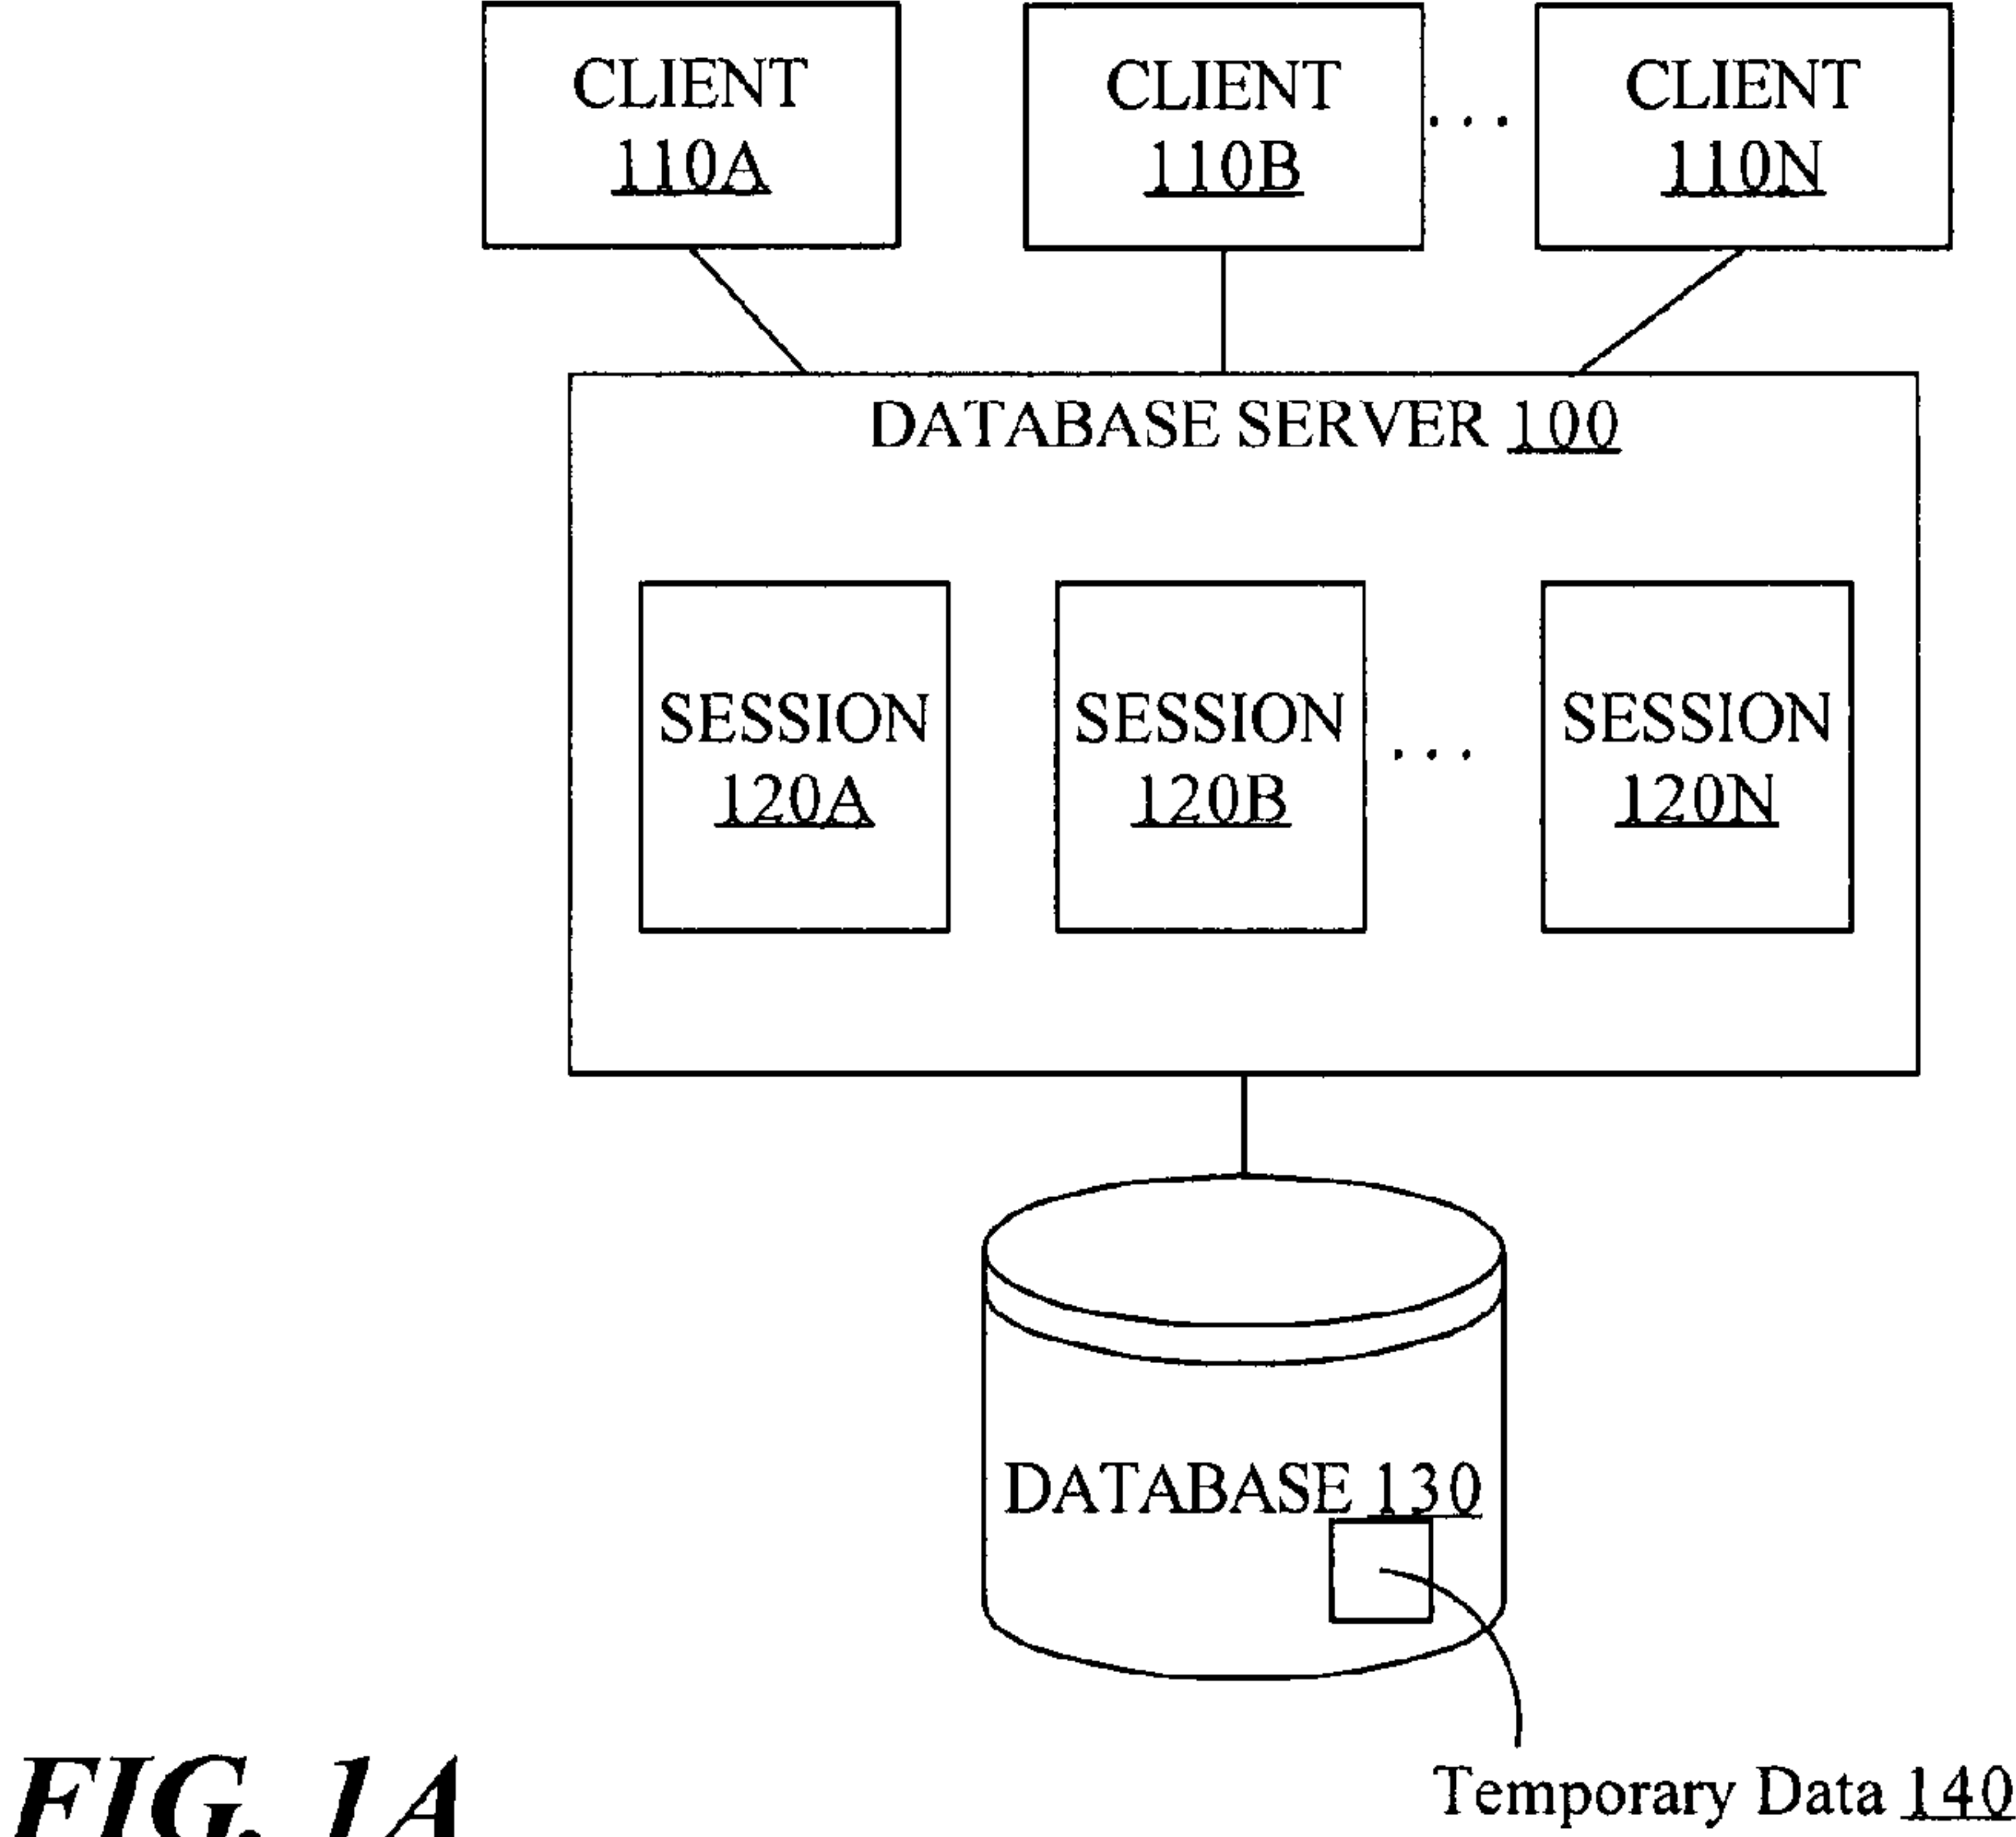 CLIENT
110A
CLIENT
110B
...
CLIENT
110N
DATABASE SERVER 100
SESSION
120A
SESSION
120B
...
SESSION
120N
DATABASE 130
Temporary Data 140
FIG. 1A